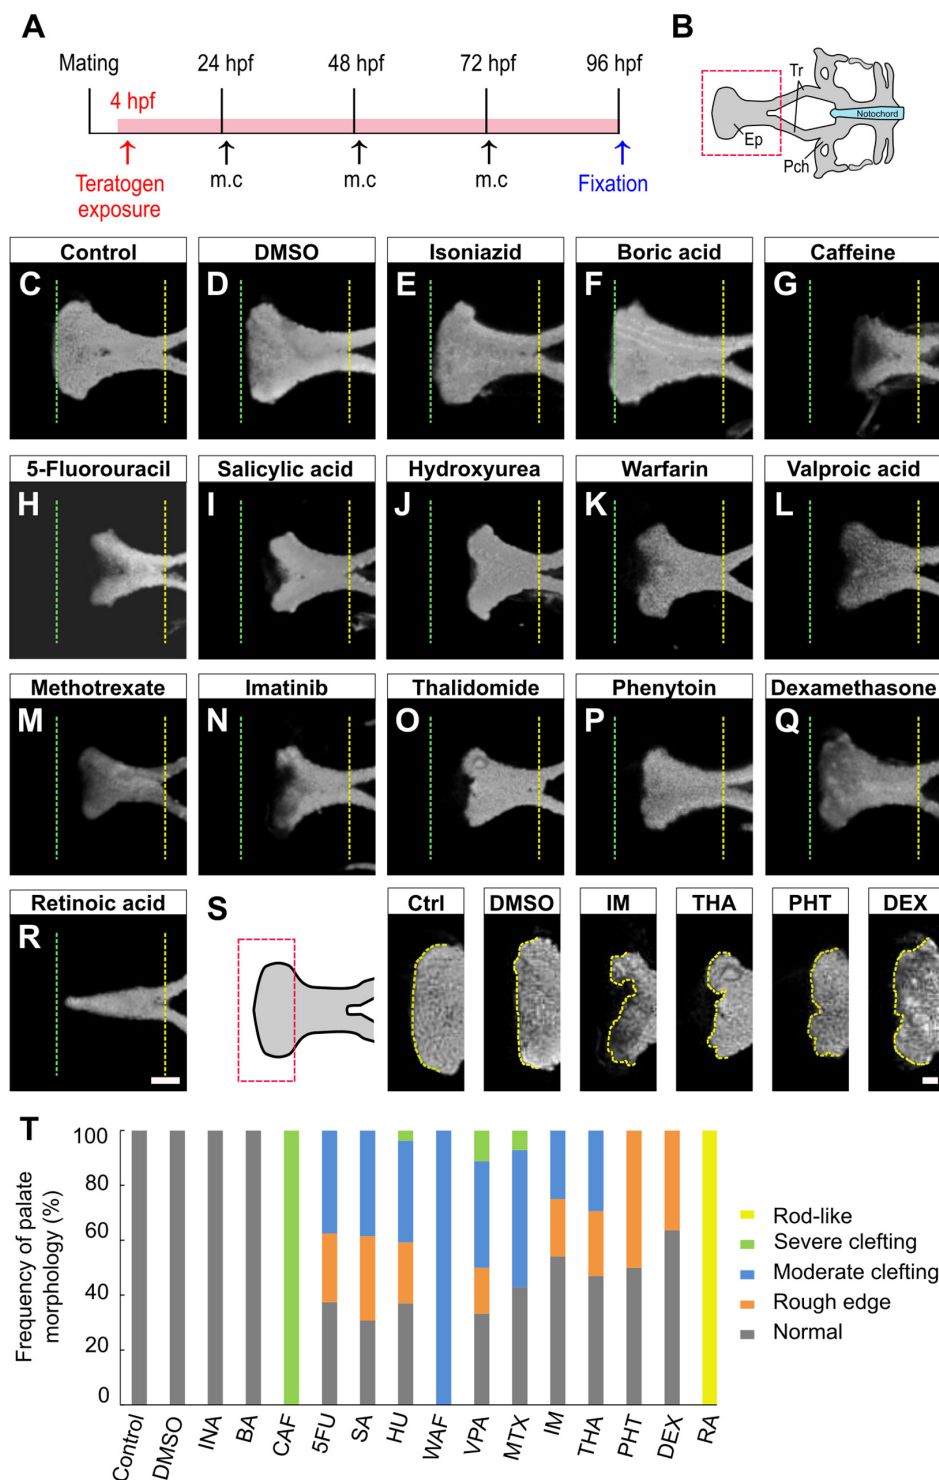 A
B
Mating
24 hpf
48 hpf
72 hpf
96 hpf
4 hpf
Teratogen
exposure
m.c
m.c
m.c
Fixation
Tr
Notochord
Ep
Pch
Control
DMSO
Isoniazid
Boric acid
Caffeine
C
D
E
F
G
5-Fluorouracil
Salicylic acid
Hydroxyurea
Warfarin
Valproic acid
H
I
J
K
L
Methotrexate
Imatinib
Thalidomide
Phenytoin
Dexamethasone
M
N
O
P
Q
Retinoic acid
R
S
Ctrl
DMSO
IM
THA
PHT
DEX
T
Frequency of palate
morphology (%)
100
80
60
40
20
0
Control
DMSO
INA
BA
CAF
5FU
SA
HU
WAF
VPA
MTX
IM
THA
PHT
DEX
RA
Rod-like
Severe clefting
Moderate clefting
Rough edge
Normal